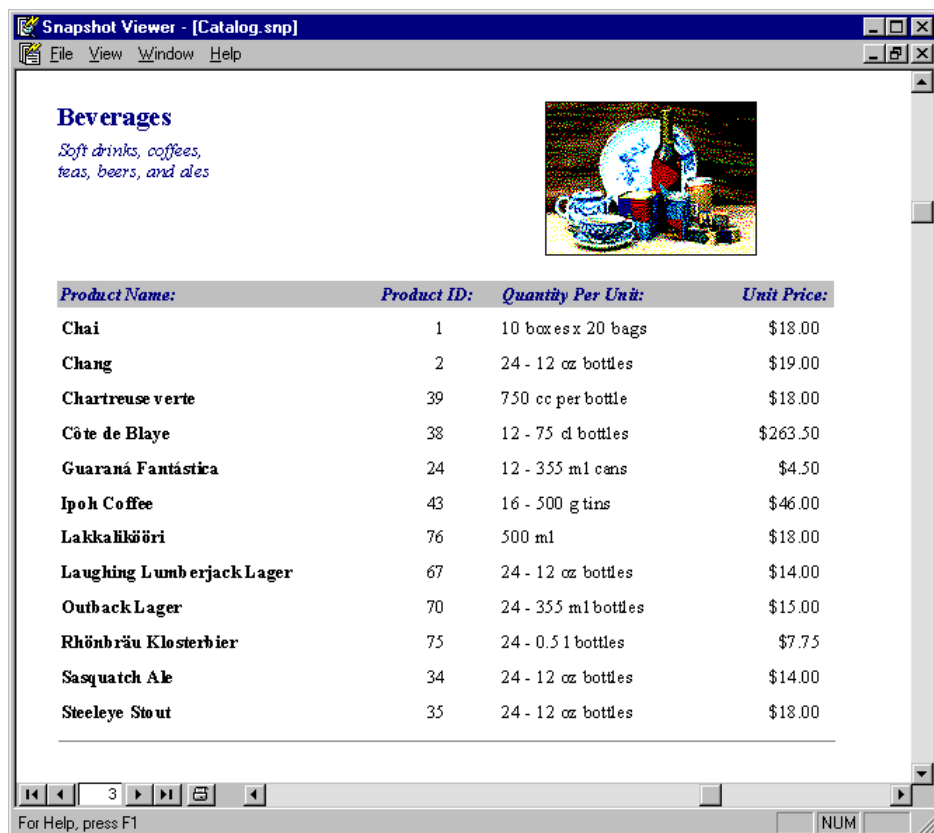 Snapshot Viewer - [Catalog.snp]
File View Window Help
Beverages
Soft drinks, coffees,
teas, beers, and ales
Product Name: Product ID: Quantity Per Unit: Unit Price:
Chai 1 10 boxes x 20 bags $18.00
Chang 2 24 - 12 oz bottles $19.00
Chartreuse verte 39 750 cc per bottle $18.00
Côte de Blaye 38 12 - 75 cl bottles $263.50
Guaraná Fantástica 24 12 - 355 ml cans $4.50
Ipoh Coffee 43 16 - 500 g tins $46.00
Lakkalikööri 76 500 ml $18.00
Laughing Lumberjack Lager 67 24 - 12 oz bottles $14.00
Outback Lager 70 24 - 355 ml bottles $15.00
Rhönbräu Klosterbier 75 24 - 0.5 l bottles $7.75
Sasquatch Ale 34 24 - 12 oz bottles $14.00
Steeleye Stout 35 24 - 12 oz bottles $18.00
3
For Help, press F1 NUM